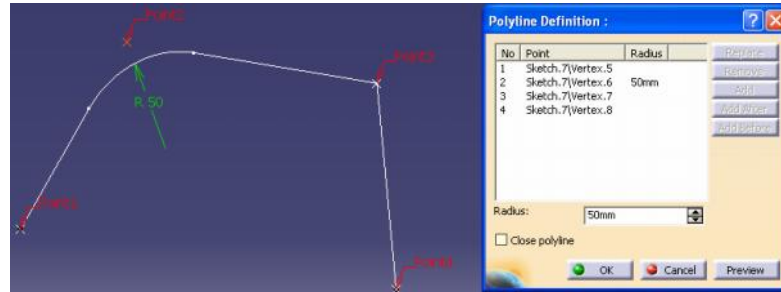 Point2
Point3
R 50
Point1
Point4
Polyline Definition :
No Point Radius
1 Sketch.7\Vertex.5
2 Sketch.7\Vertex.6 50mm
3 Sketch.7\Vertex.7
4 Sketch.7\Vertex.8
Replace
Remove
Add
Add After
Add Before
Radius:
50mm
Close polyline
OK
Cancel
Preview